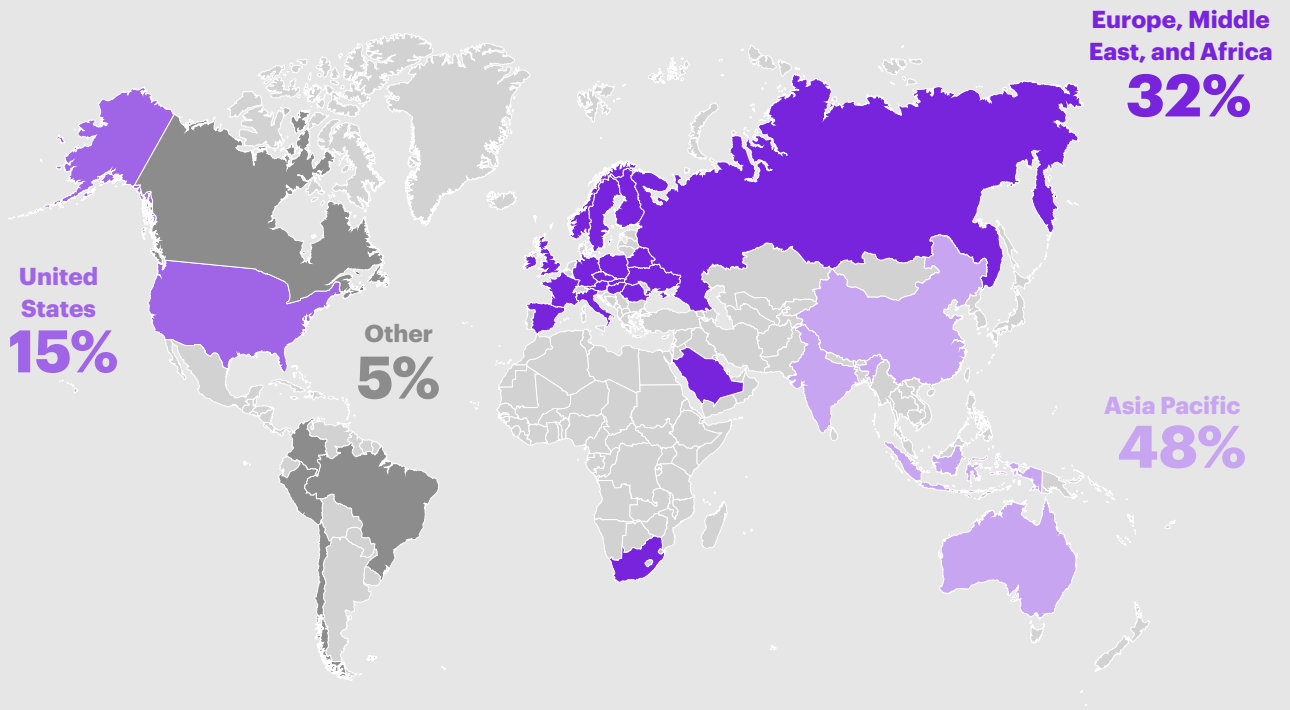 Europe, Middle
East, and Africa
32%
United
States
15%
Other
5%
Asia Pacific
48%